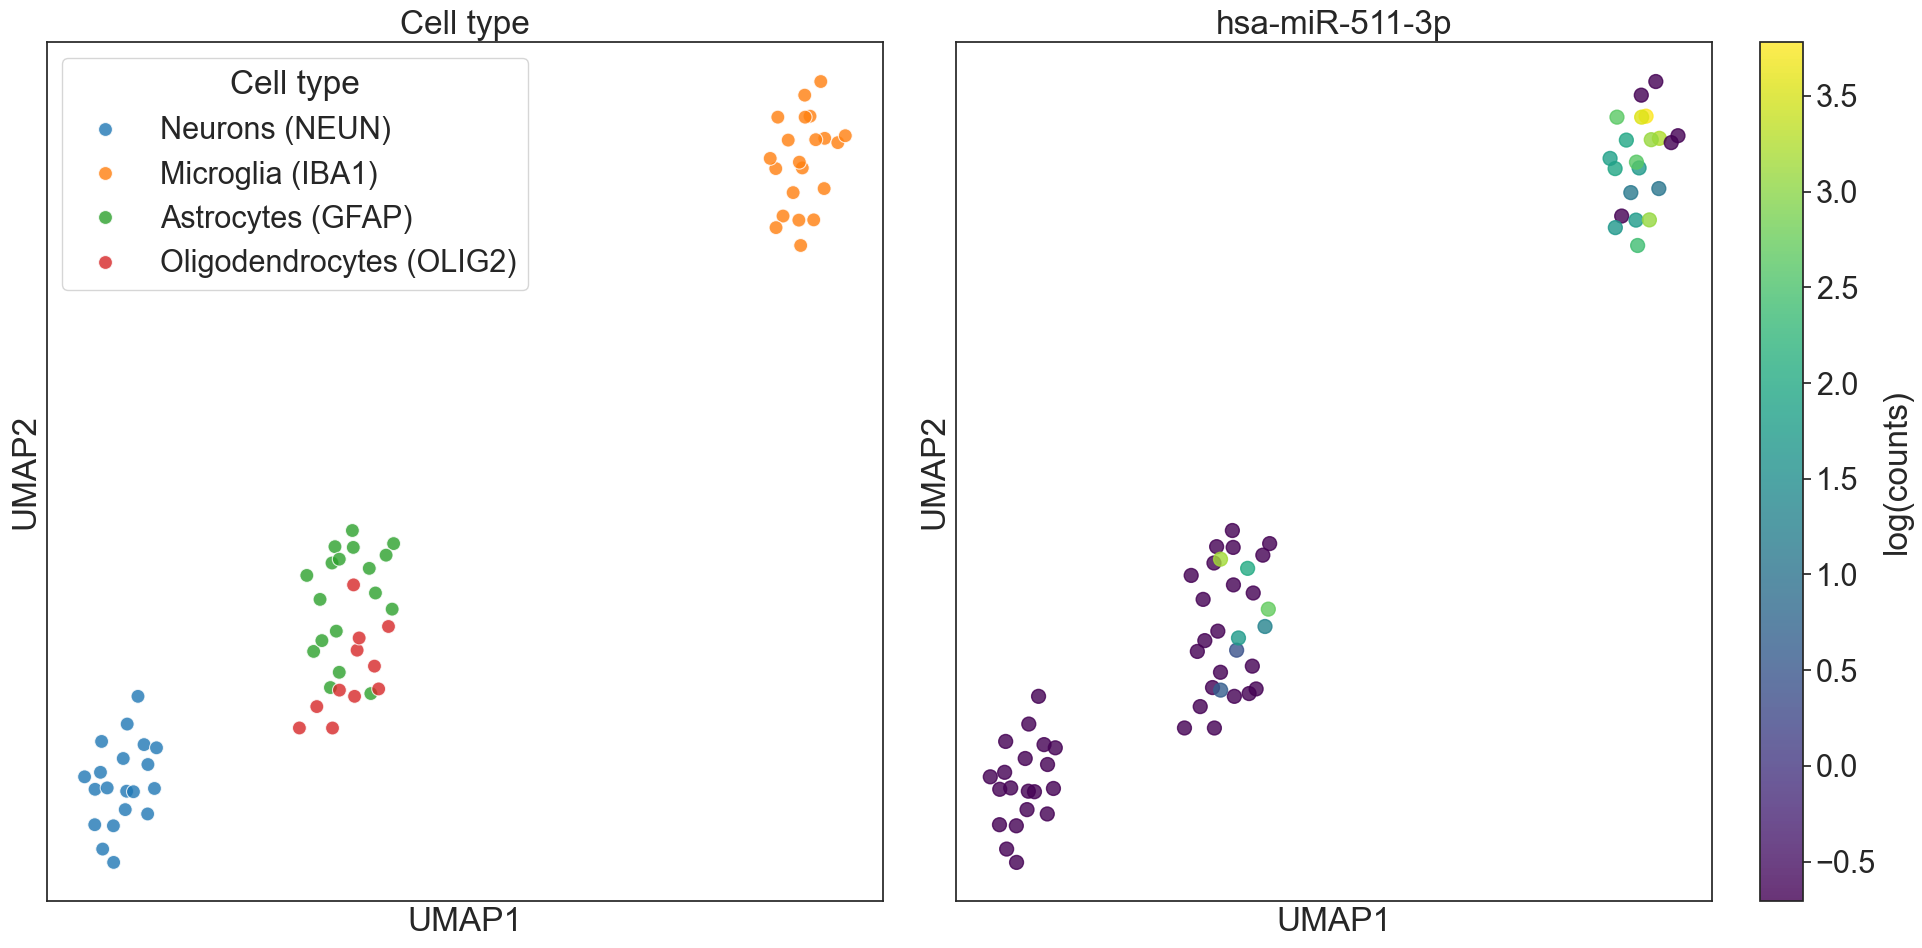 Cell type
Cell type
Neurons (NEUN)
Microglia (IBA1)
Astrocytes (GFAP)
Oligodendrocytes (OLIG2)
UMAP2
UMAP1
hsa-miR-511-3p
UMAP2
UMAP1
3.5
3.0
2.5
2.0
1.5
1.0
0.5
0.0
−0.5
log(counts)